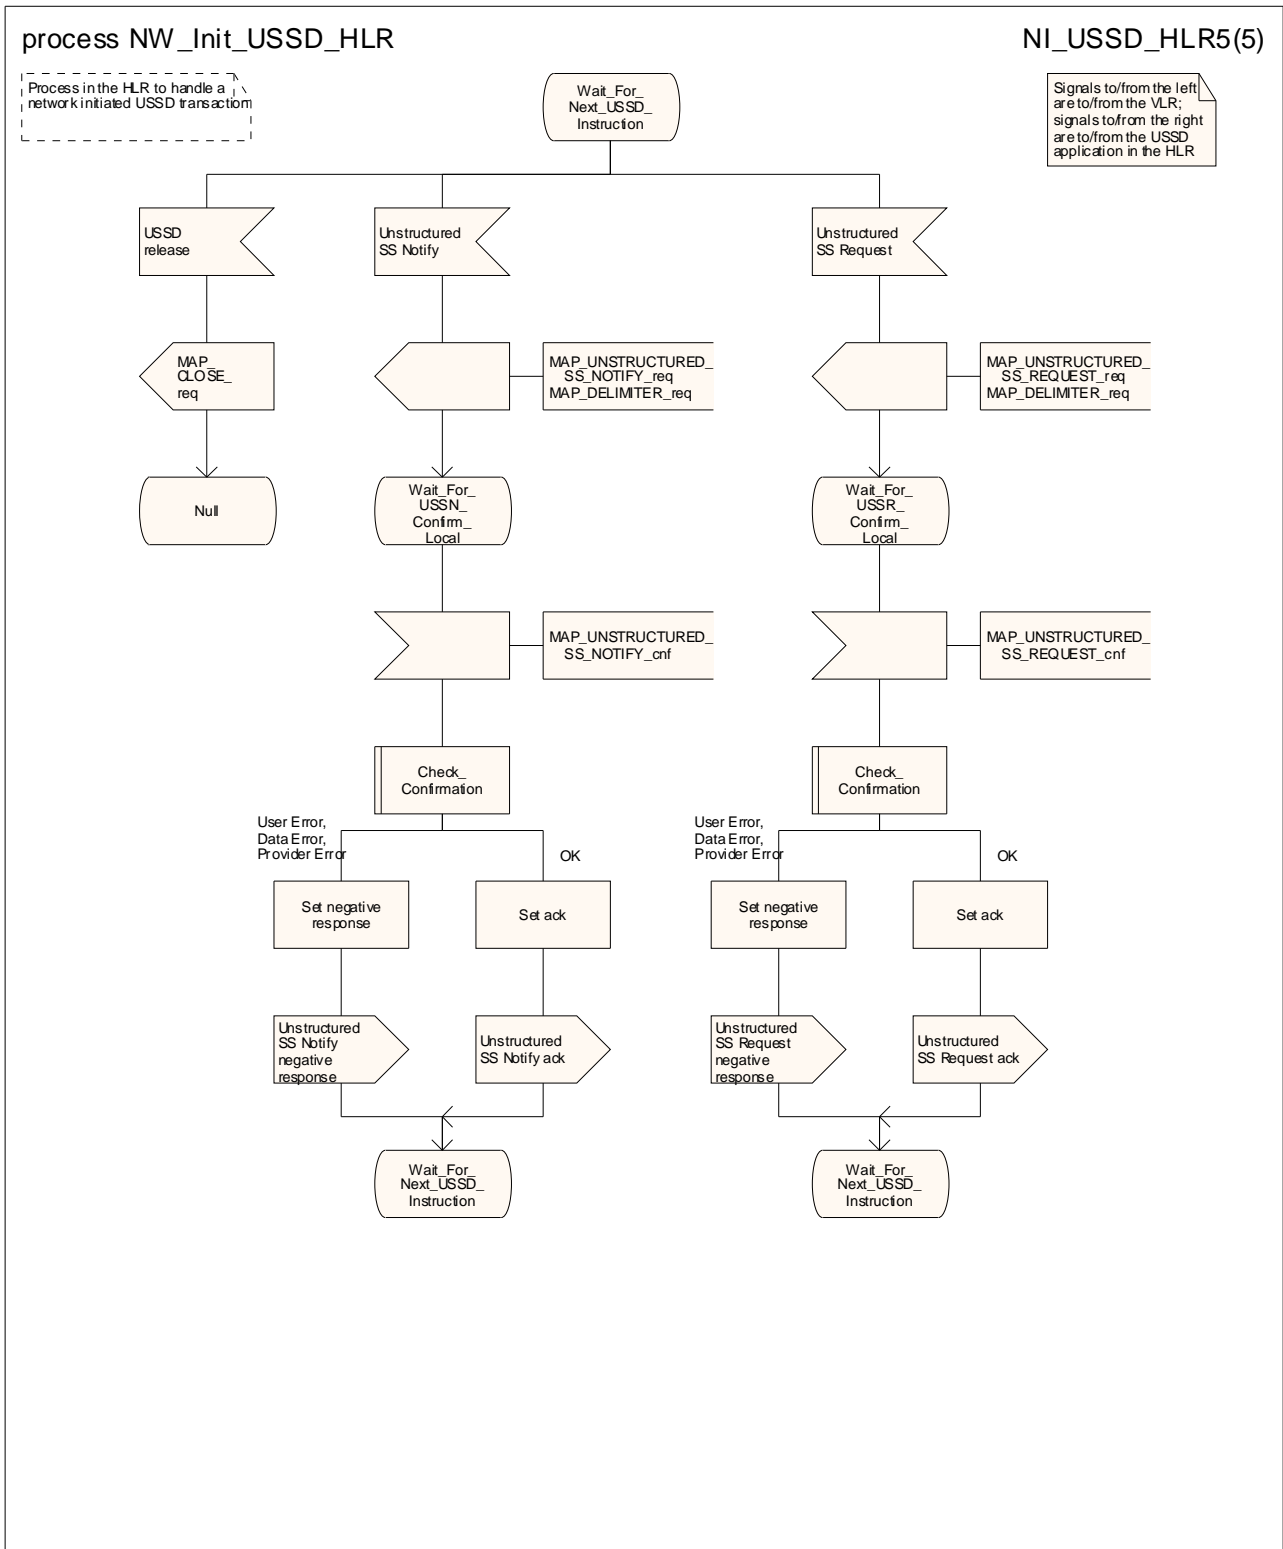 process NW_Init_USSD_HLR
NI_USSD_HLR5(5)
Process in the HLR to handle a
network initiated USSD transaction
Wait_For_
Next_USSD_
Instruction
Signals to/from the left
are to/from the VLR;
signals to/from the right
are to/from the USSD
application in the HLR
USSD
release
Unstructured
SS Notify
Unstructured
SS Request
MAP_
CLOSE_
req
MAP_UNSTRUCTURED_
SS_NOTIFY_req
MAP_DELIMITER_req
MAP_UNSTRUCTURED_
SS_REQUEST_req
MAP_DELIMITER_req
Null
Wait_For_
USSN_
Confirm_
Local
Wait_For_
USSR_
Confirm_
Local
MAP_UNSTRUCTURED_
SS_NOTIFY_cnf
MAP_UNSTRUCTURED_
SS_REQUEST_cnf
Check_
Confirmation
Check_
Confirmation
User Error,
Data Error,
Provider Error
OK
User Error,
Data Error,
Provider Error
OK
Set negative
response
Set ack
Set negative
response
Set ack
Unstructured
SS Notify
negative
response
Unstructured
SS Notify ack
Unstructured
SS Request
negative
response
Unstructured
SS Request ack
Wait_For_
Next_USSD_
Instruction
Wait_For_
Next_USSD_
Instruction